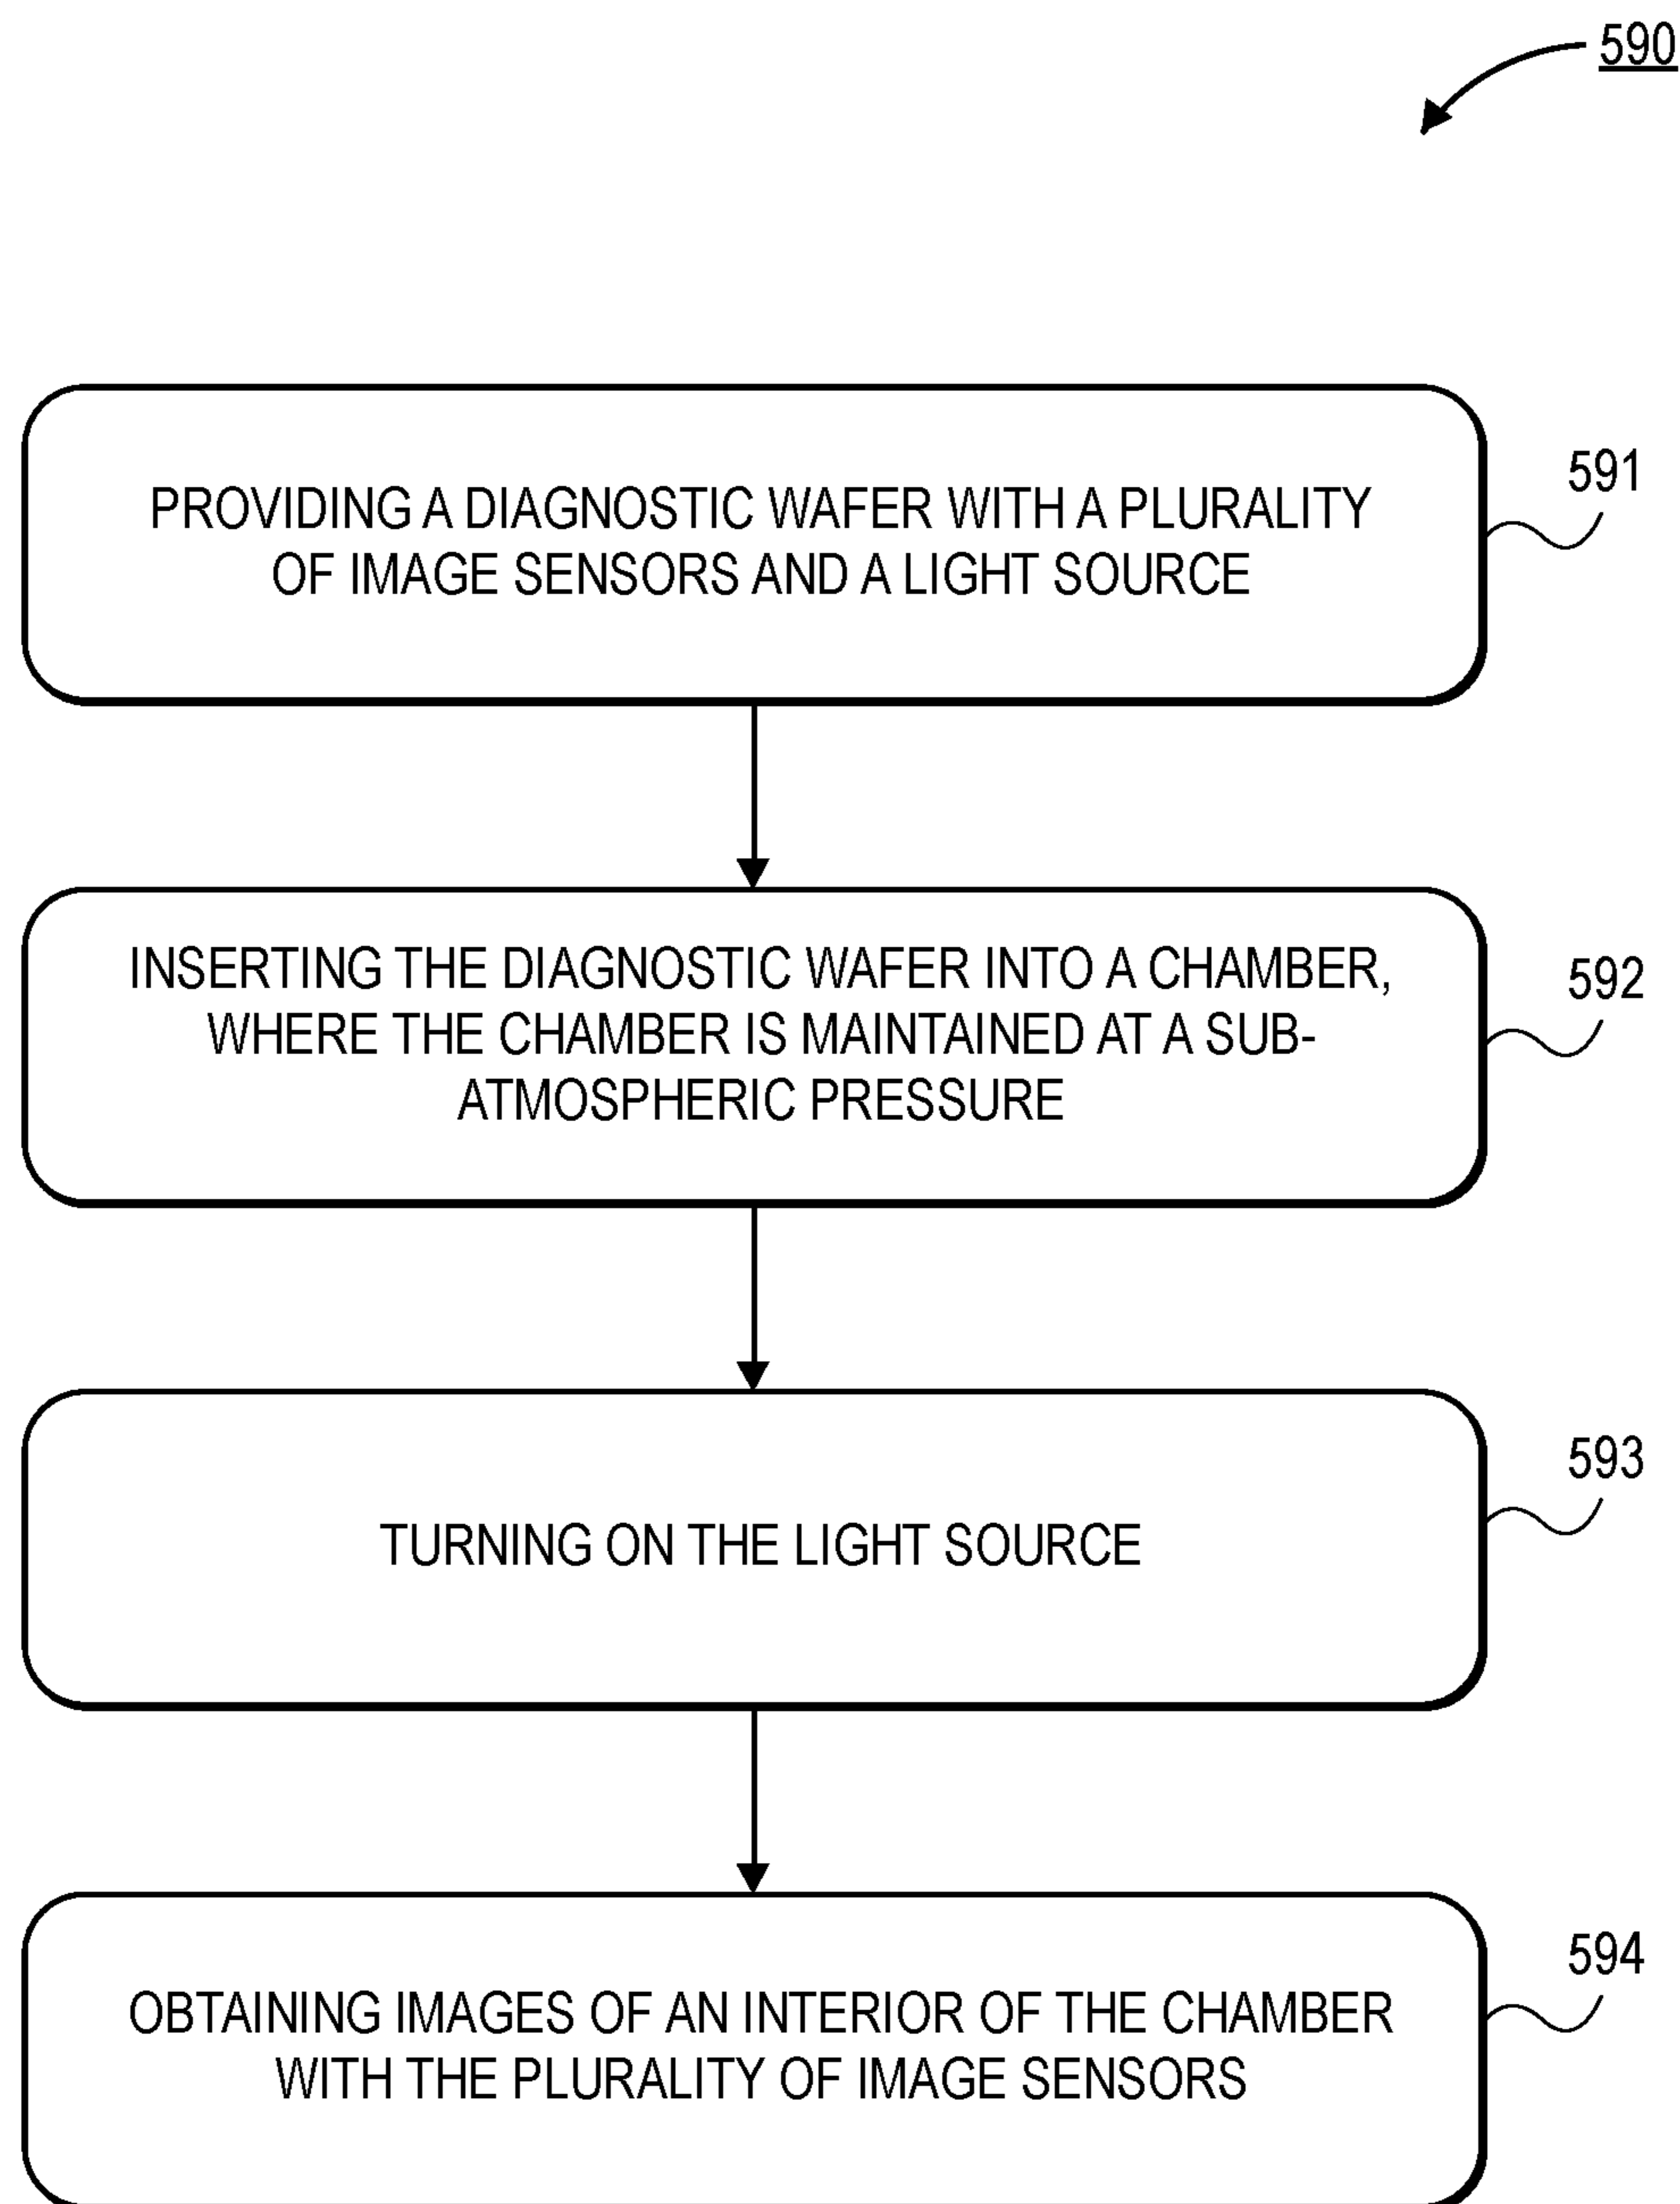 590
PROVIDING A DIAGNOSTIC WAFER WITH A PLURALITY
OF IMAGE SENSORS AND A LIGHT SOURCE
591
INSERTING THE DIAGNOSTIC WAFER INTO A CHAMBER,
WHERE THE CHAMBER IS MAINTAINED AT A SUB-
ATMOSPHERIC PRESSURE
592
TURNING ON THE LIGHT SOURCE
593
OBTAINING IMAGES OF AN INTERIOR OF THE CHAMBER
WITH THE PLURALITY OF IMAGE SENSORS
594